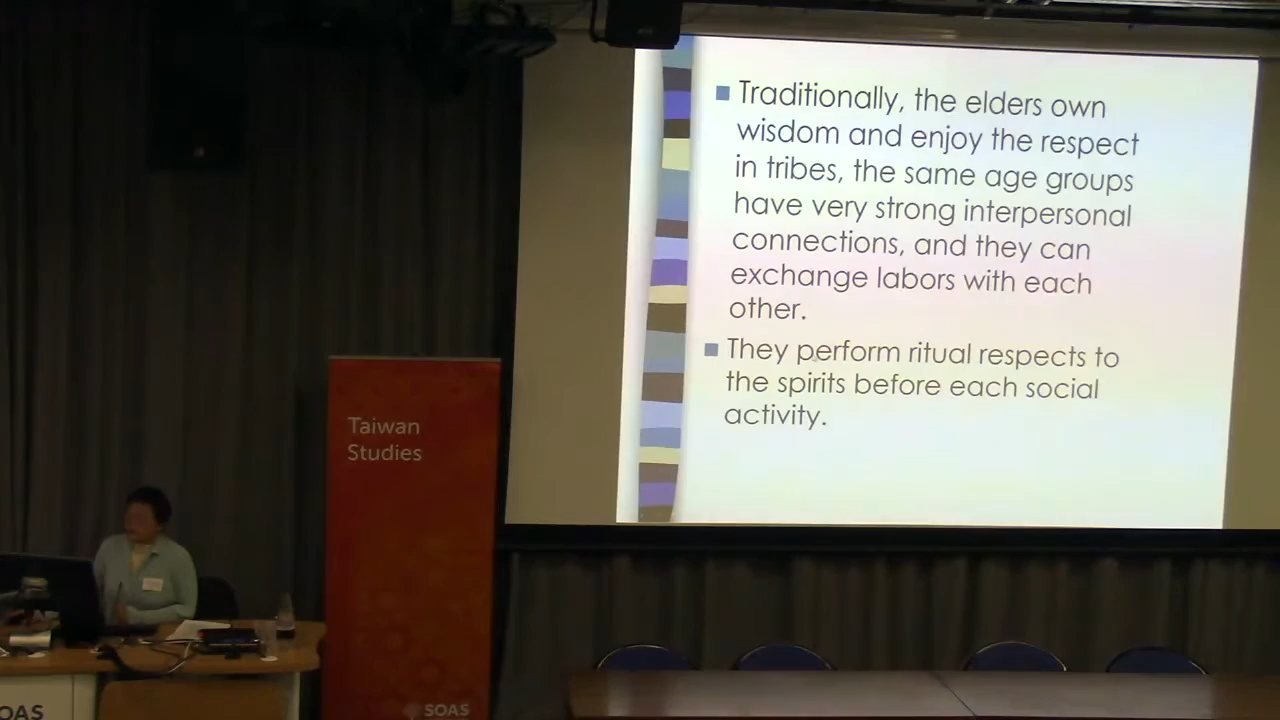 Traditionally, the elders own
wisdom and enjoy the respect
in tribes, the same age groups
have very strong interpersonal
connections, and they can
exchange labors with each
other.
They perform ritual respects to
the spirits before each social
activity.
Taiwan
Studies
SOAS
OAS